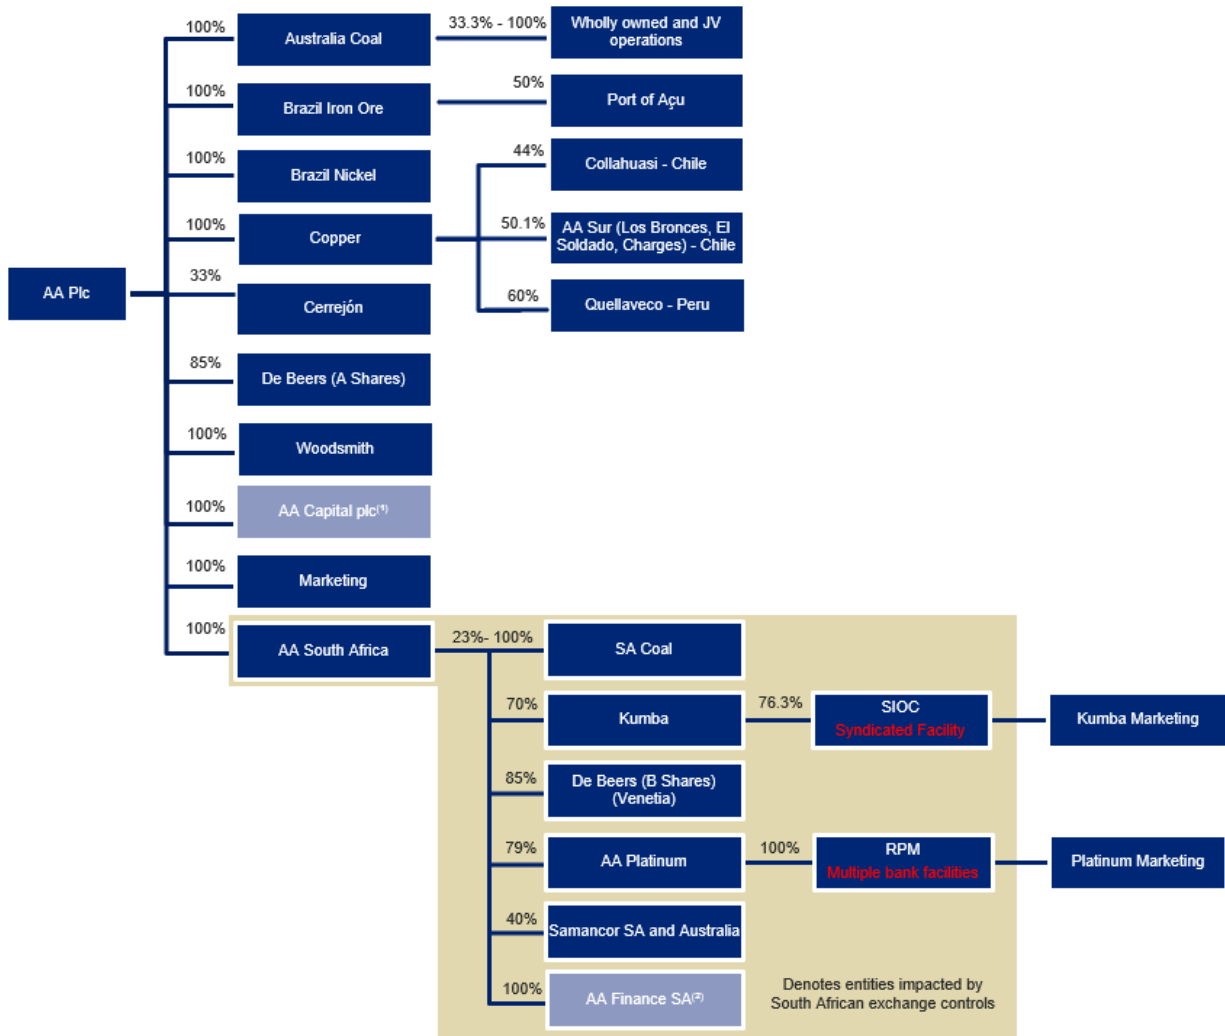 100%
Australia Coal
33.3% - 100%
Wholly owned and JV
operations
100%
Brazil Iron Ore
50%
Port of Açu
100%
Brazil Nickel
44%
Collahuasi - Chile
100%
Copper
50.1%
AA Sur (Los Bronces, El
Soldado, Charges) - Chile
AA Plc
33%
Cerrejón
60%
Quellaveco - Peru
85%
De Beers (A Shares)
100%
Woodsmith
100%
AA Capital plc⁽¹⁾
100%
Marketing
100%
AA South Africa
23%- 100%
SA Coal
70%
Kumba
76.3%
SIOC
Syndicated Facility
Kumba Marketing
85%
De Beers (B Shares)
(Venetia)
79%
AA Platinum
100%
RPM
Multiple bank facilities
Platinum Marketing
40%
Samancor SA and Australia
100%
AA Finance SA⁽²⁾
Denotes entities impacted by
South African exchange controls